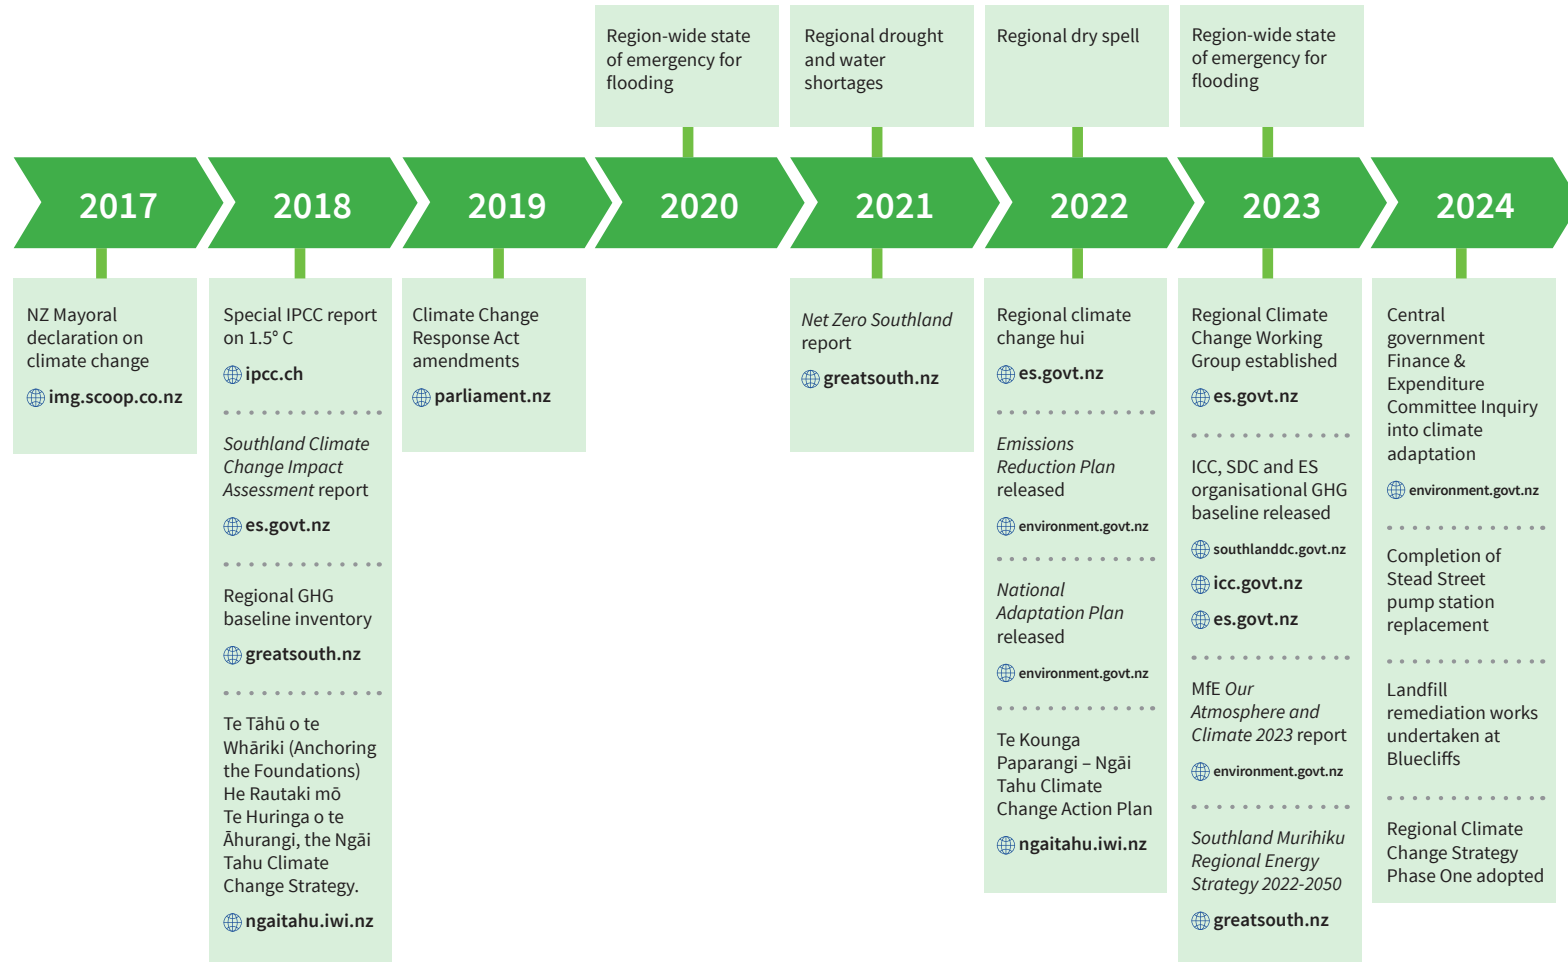 Region-wide state
of emergency for
flooding
Regional drought
and water
shortages
Regional dry spell
Region-wide state
of emergency for
flooding
2017
2018
2019
2020
2021
2022
2023
2024
NZ Mayoral
declaration on
climate change
img.scoop.co.nz
Special IPCC report
on 1.5° C
ipcc.ch
Southland Climate
Change Impact
Assessment report
es.govt.nz
Regional GHG
baseline inventory
greatsouth.nz
Te Tāhū o te
Whāriki (Anchoring
the Foundations)
He Rautaki mō
Te Huringa o te
Āhurangi, the Ngāi
Tahu Climate
Change Strategy.
ngaitahu.iwi.nz
Climate Change
Response Act
amendments
parliament.nz
Net Zero Southland
report
greatsouth.nz
Regional climate
change hui
es.govt.nz
Emissions
Reduction Plan
released
environment.govt.nz
National
Adaptation Plan
released
environment.govt.nz
Te Kounga
Paparangi – Ngāi
Tahu Climate
Change Action Plan
ngaitahu.iwi.nz
Regional Climate
Change Working
Group established
es.govt.nz
ICC, SDC and ES
organisational GHG
baseline released
southlanddc.govt.nz
icc.govt.nz
es.govt.nz
MfE Our
Atmosphere and
Climate 2023 report
environment.govt.nz
Southland Murihiku
Regional Energy
Strategy 2022-2050
greatsouth.nz
Central
government
Finance &
Expenditure
Committee Inquiry
into climate
adaptation
environment.govt.nz
Completion of
Stead Street
pump station
replacement
Landfill
remediation works
undertaken at
Bluecliffs
Regional Climate
Change Strategy
Phase One adopted